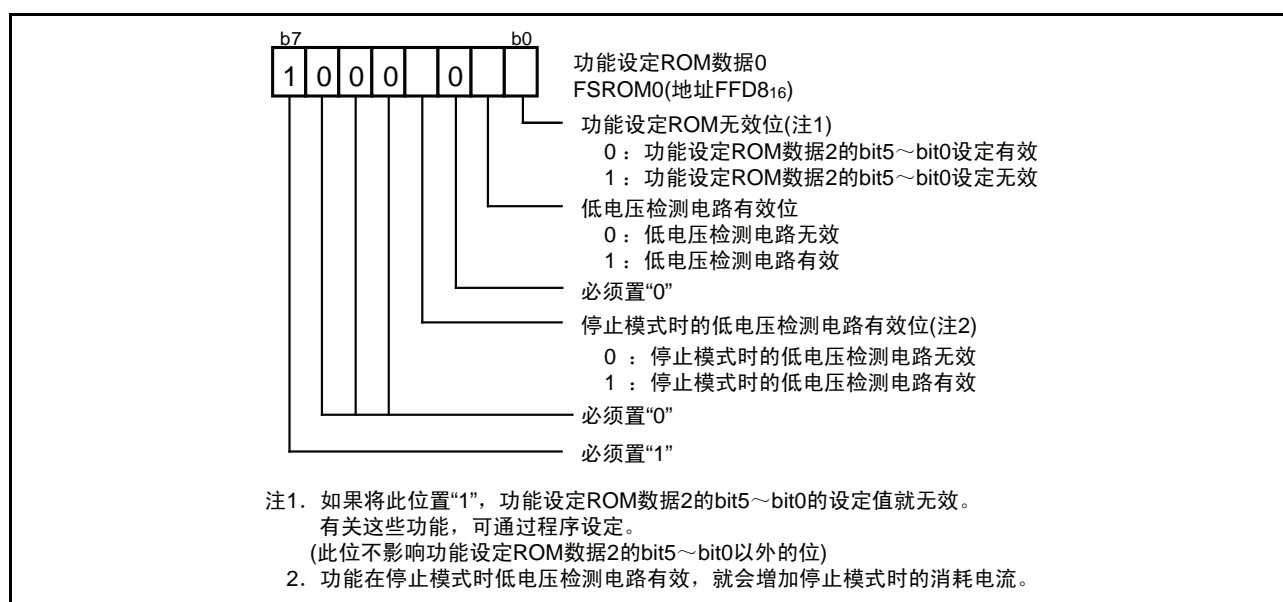 b7 b0
1 0 0 0 0
功能设定ROM数据0
FSROM0(地址FFD816)
功能设定ROM无效位(注1)
0 : 功能设定ROM数据2的bit5～bit0设定有效
1 : 功能设定ROM数据2的bit5～bit0设定无效
低电压检测电路有效位
0 : 低电压检测电路无效
1 : 低电压检测电路有效
必须置“0”
停止模式时的低电压检测电路有效位(注2)
0 : 停止模式时的低电压检测电路无效
1 : 停止模式时的低电压检测电路有效
必须置“0”
必须置“1”
注1. 如果将此位置“1”，功能设定ROM数据2的bit5～bit0的设定值就无效。
有关这些功能，可通过程序设定。
(此位不影响功能设定ROM数据2的bit5～bit0以外的位)
2. 功能在停止模式时低电压检测电路有效，就会增加停止模式时的消耗电流。